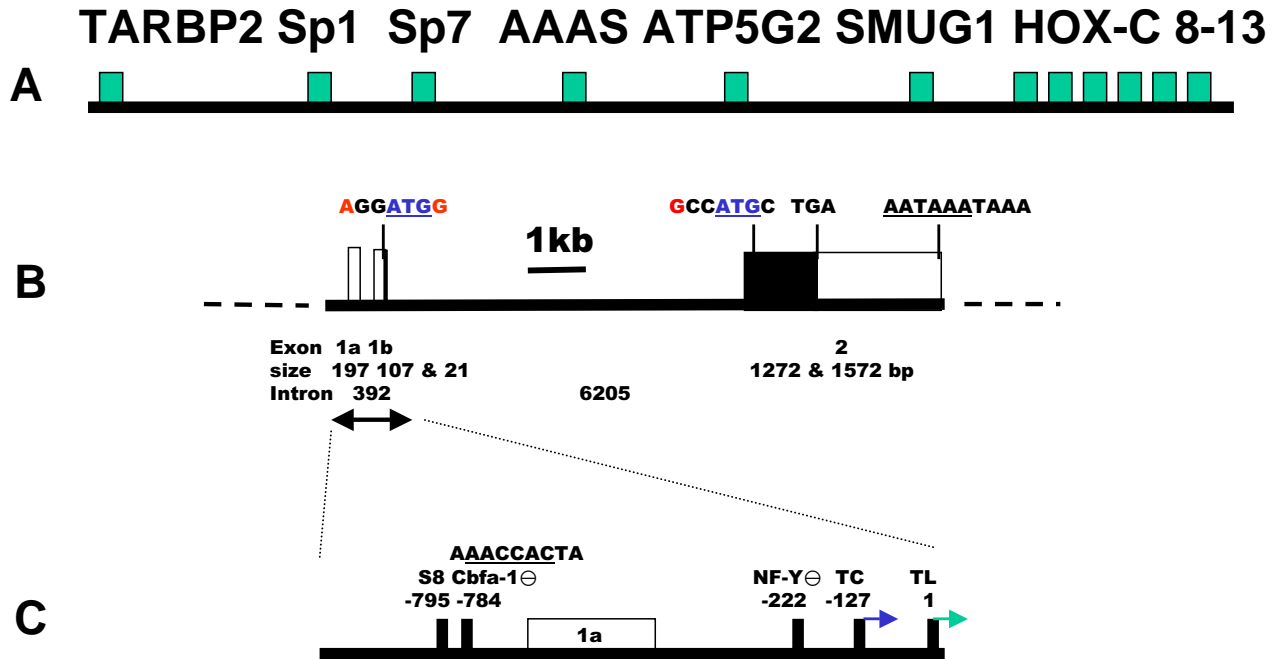 TARBP2 Sp1 Sp7 AAAS ATP5G2 SMUG1 HOX-C 8-13
A
AGGATGG GCCATGC TGA AATAAATAAA
1kb
B
Exon 1a 1b 2
size 197 107 & 21 1272 & 1572 bp
Intron 392 6205
AAACCACTA
S8 Cbfa-1⊖ NF-Y⊖ TC TL
-795 -784 -222 -127 1
C
1a